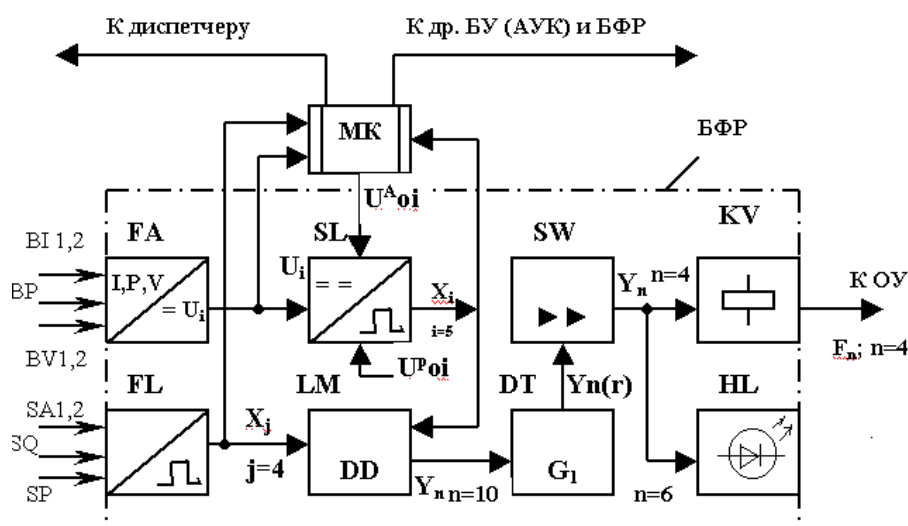 К диспетчеру
К др. БУ (АУК) и БФР
МК
БФР
U^A oi
FA
SL
SW
KV
BI 1,2
BP
BV1,2
I,P,V
= Ui
Ui
= =
Xi
i=5
U^P oi
Yn n=4
К ОУ
Fn; n=4
FL
LM
DT
Yn(r)
HL
SA1,2
SQ
SP
Xj
j=4
DD
Yn n=10
G1
n=6